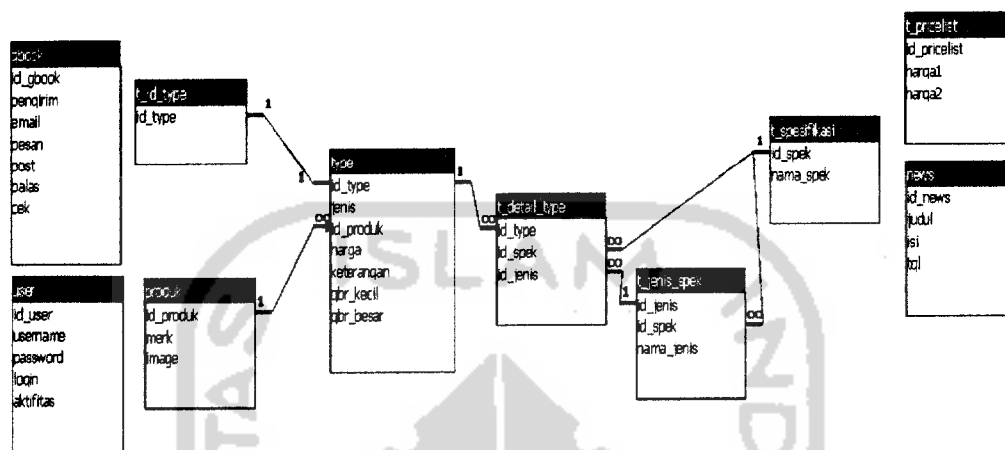 gbook
id_gbook
pengirim
email
pesan
post
balas
cek
t_id_type
id_type
type
id_type
jenis
id_produk
harga
keterangan
gbr_kecil
gbr_besar
t_detail_type
id_type
id_spek
id_jenis
t_spesifikasi
id_spek
nama_spek
t_pricelist
id_pricelist
harga1
harga2
news
id_news
judul
isi
tgl
user
id_user
username
password
login
aktifitas
produk
id_produk
merk
image
t_jenis_spek
id_jenis
id_spek
nama_jenis
1
1
∞
1
1
∞
∞
∞
1
1
∞
ISLAM
TAS